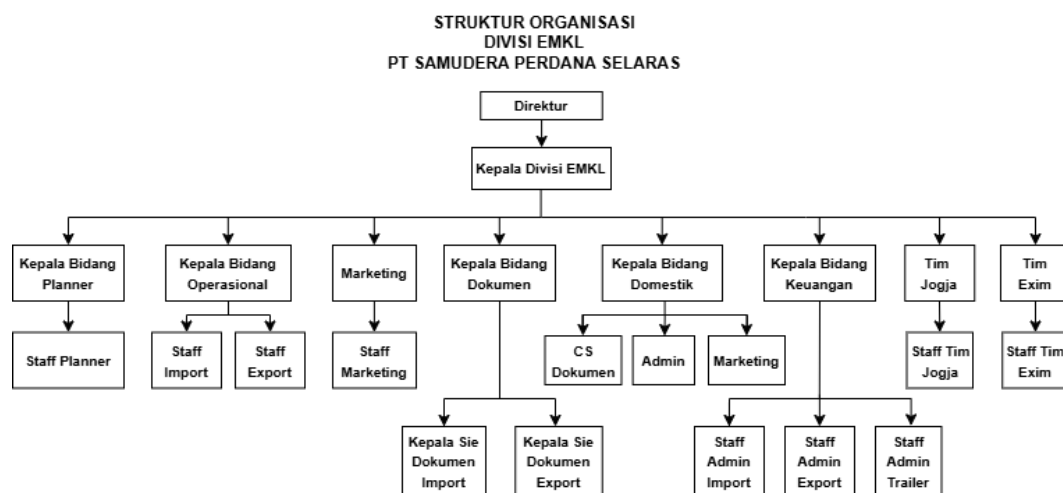 STRUKTUR ORGANISASI
DIVISI EMKL
PT SAMUDERA PERDANA SELARAS
Direktur
Kepala Divisi EMKL
Kepala Bidang
Planner
Kepala Bidang
Operasional
Marketing
Kepala Bidang
Dokumen
Kepala Bidang
Domestik
Kepala Bidang
Keuangan
Tim
Jogja
Tim
Exim
Staff Planner
Staff
Import
Staff
Export
Staff
Marketing
CS
Dokumen
Admin
Marketing
Staff Tim
Jogja
Staff Tim
Exim
Kepala Sie
Dokumen
Import
Kepala Sie
Dokumen
Export
Staff
Admin
Import
Staff
Admin
Export
Staff
Admin
Trailer